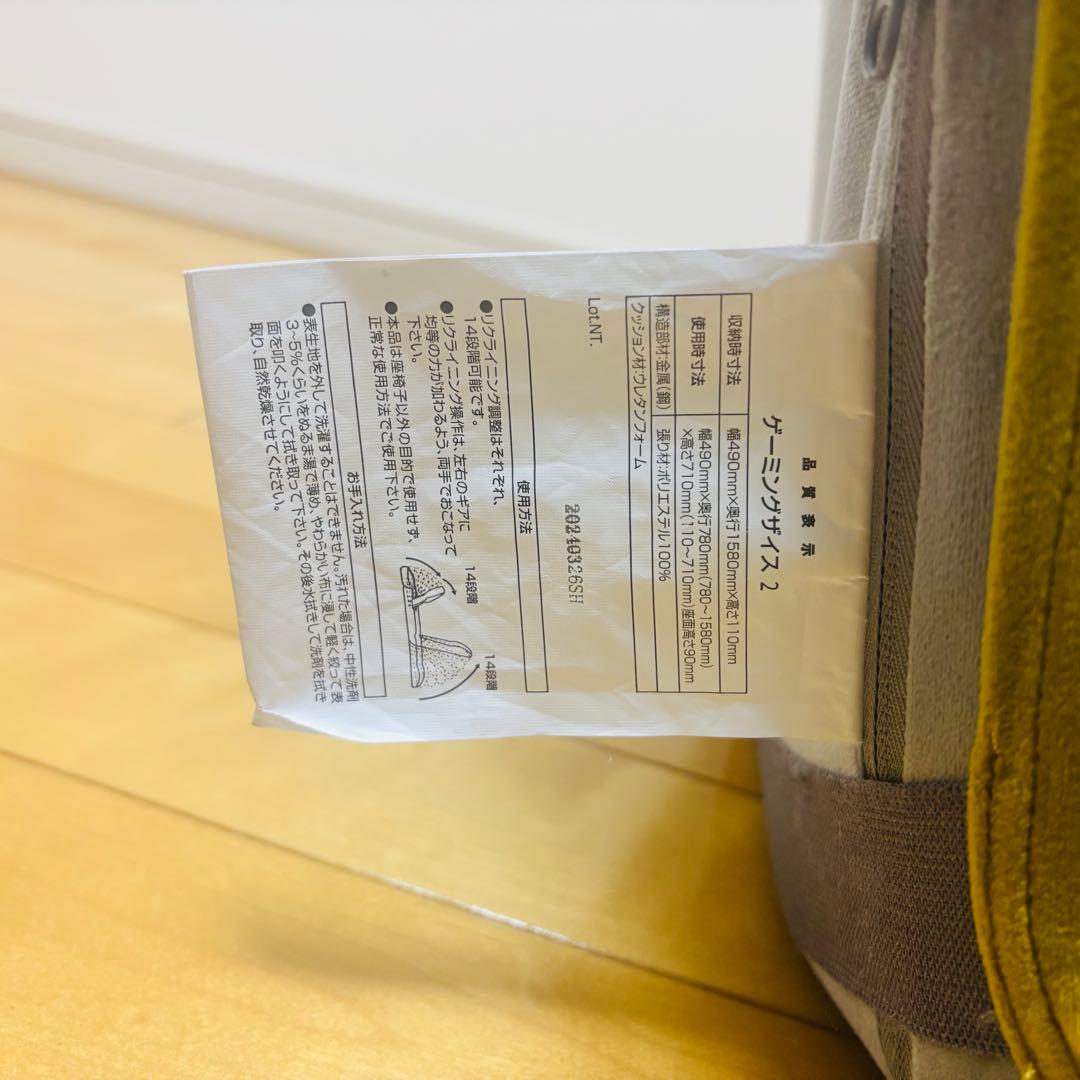 品質表示
ゲーミングザイス 2
収納時寸法 幅490mm×奥行1580mm×高さ110mm
使用時寸法 幅490mm×奥行780mm(780〜1580mm)
×高さ710mm(110〜710mm)座面高さ90mm
構造部材:金属(鋼) 張り材:ポリエステル100%
クッション材:ウレタンフォーム
Lot.NT. 20240326SH
使用方法
●リクライニング調整はそれぞれ、
14段階可能です。
●リクライニング操作は、左右のギアに
均等の力が加わるよう、両手でおこなって
下さい。
●本品は座椅子以外の目的で使用せず、
正常な使用方法でご使用下さい。
14段階
14段階
お手入れ方法
●表生地を外して洗濯することはできません。汚れた場合は、中性洗剤
3〜5%くらいをぬるま湯で薄め、やわらかい布に浸して軽く絞って表
面を叩くようにして拭き取って下さい。その後水拭きして洗剤を拭き
取り、自然乾燥させてください。